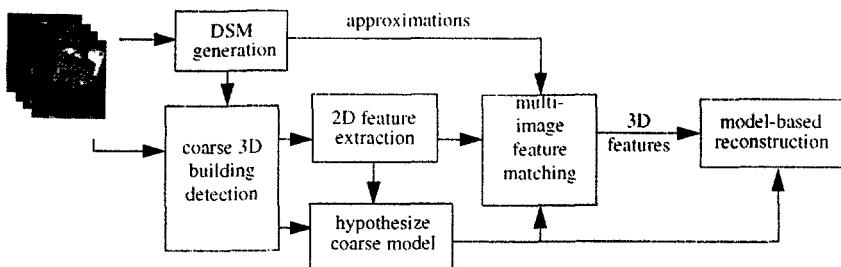 DSM
generation
approximations
coarse 3D
building
detection
2D feature
extraction
hypothesize
coarse model
multi-
image
feature
matching
3D
features
model-based
reconstruction